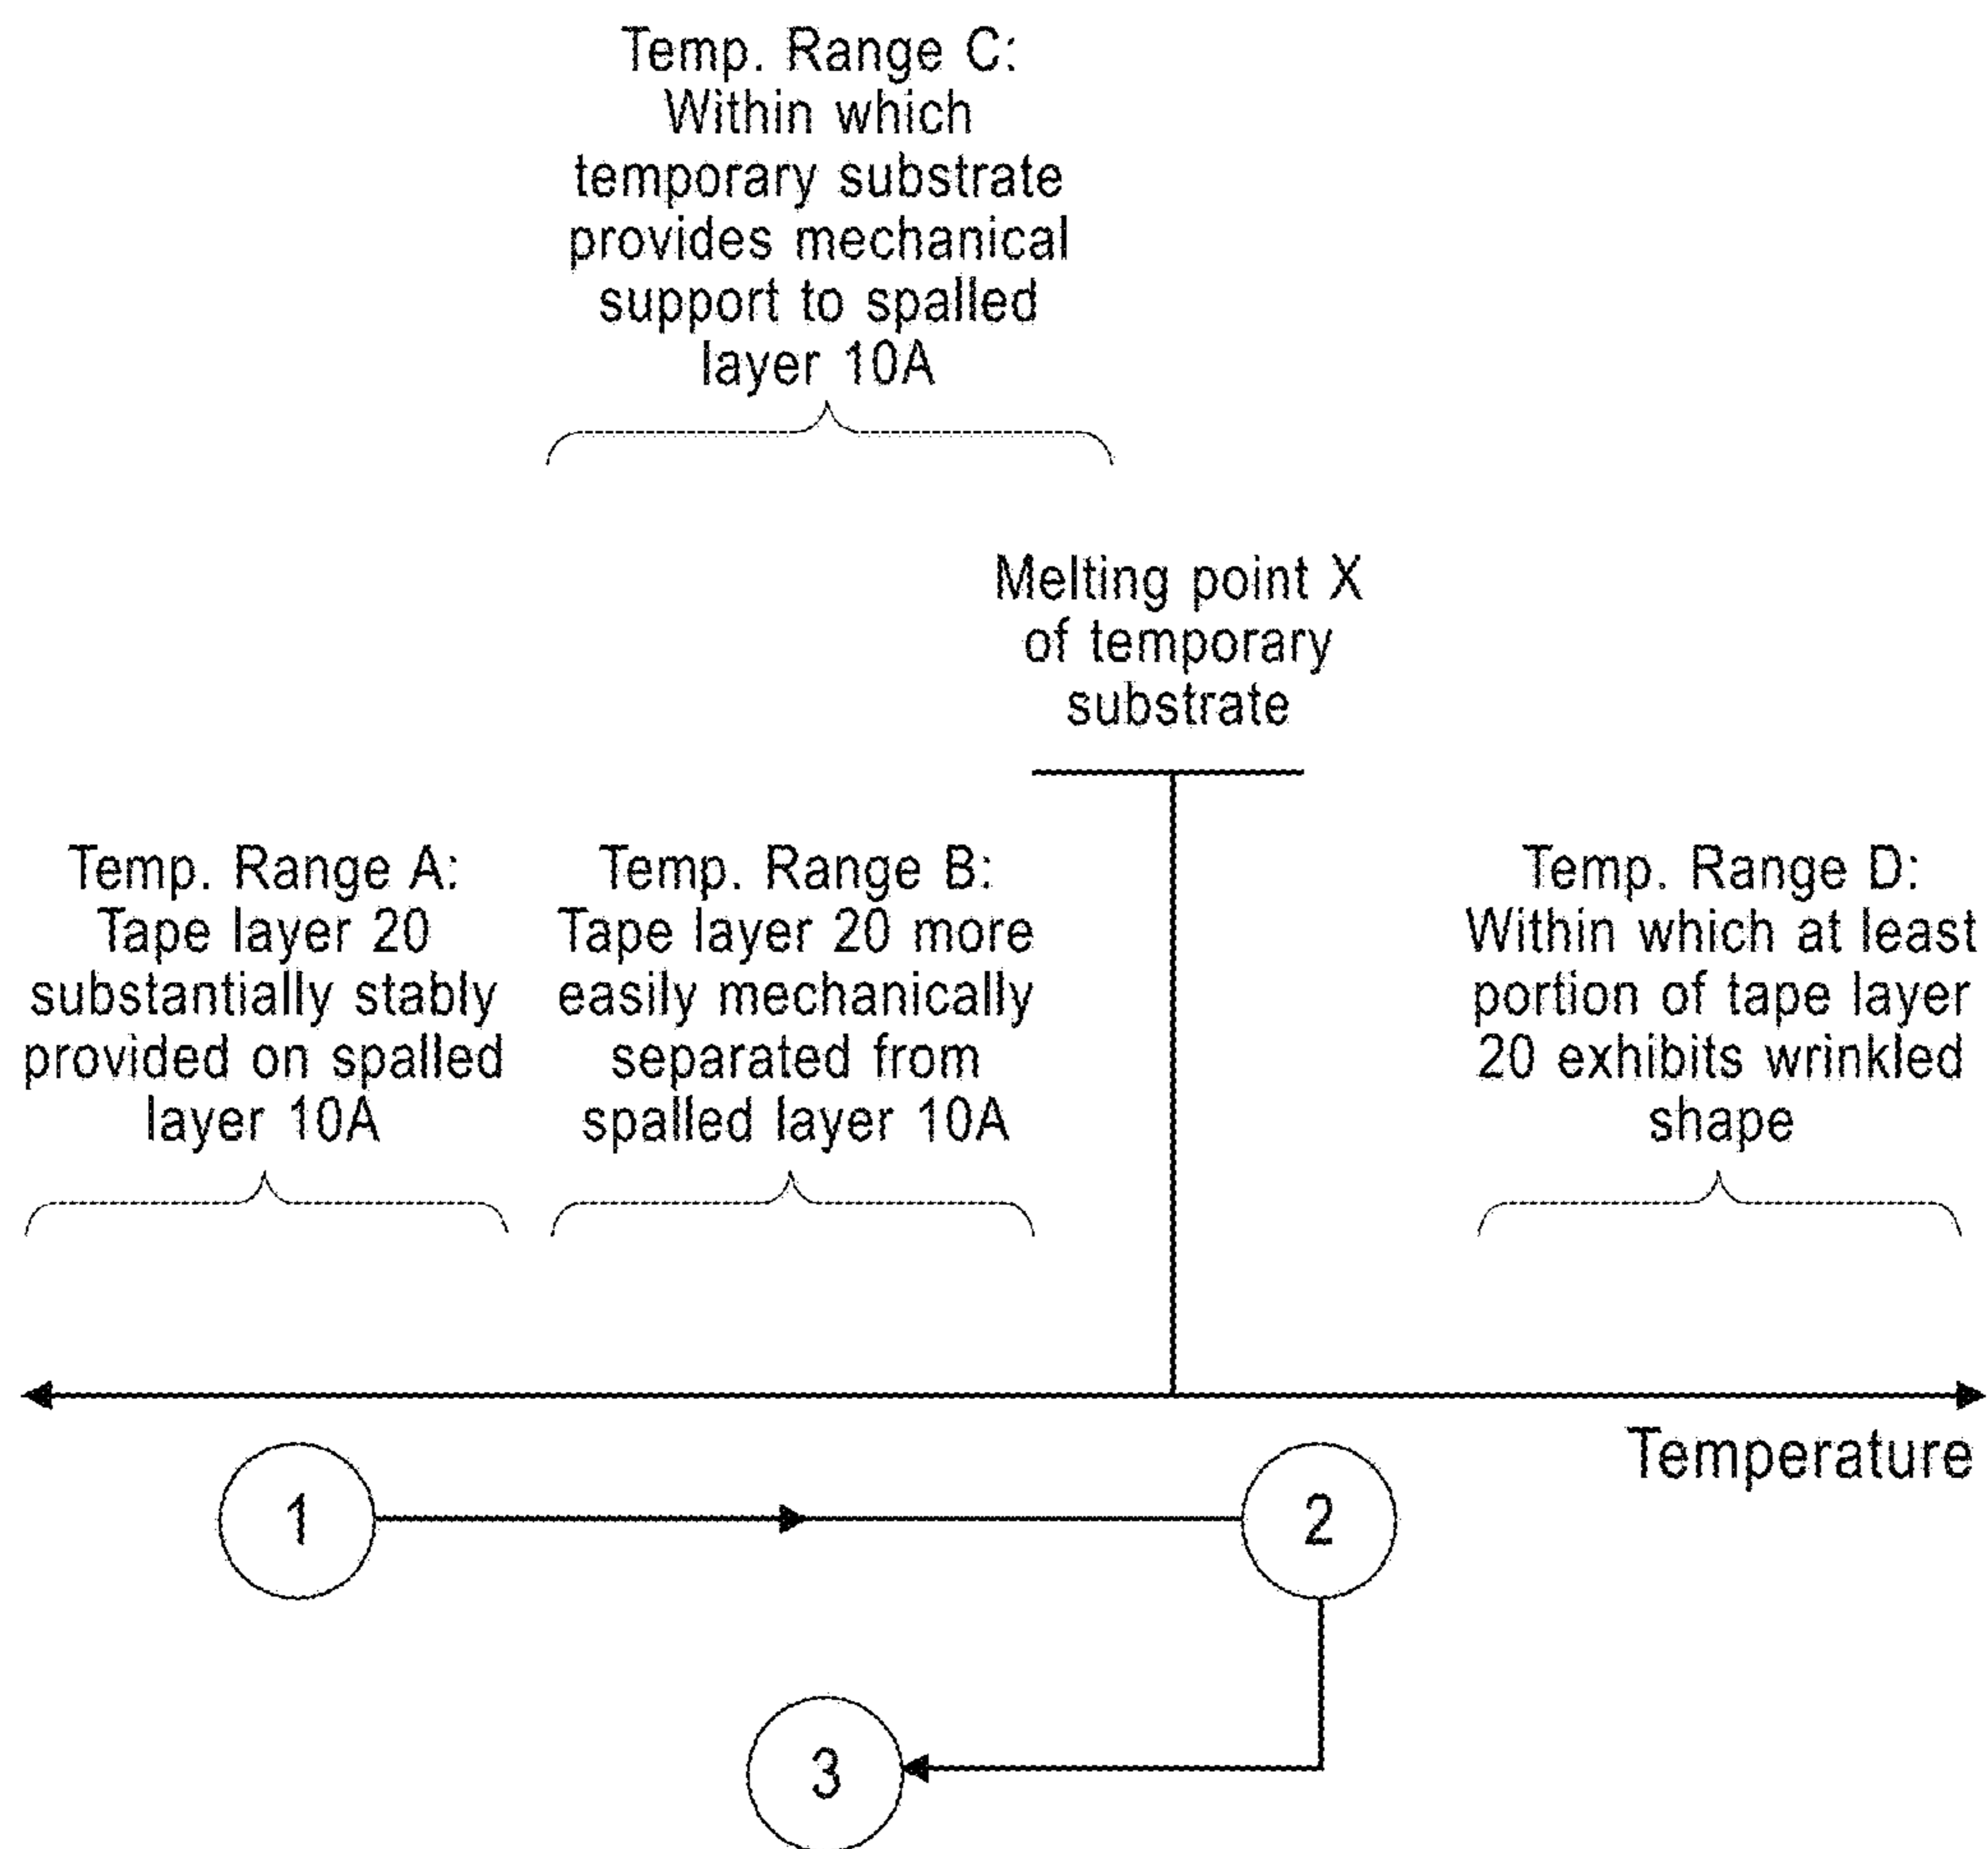 Temp. Range C:
Within which
temporary substrate
provides mechanical
support to spalled
layer 10A
Melting point X
of temporary
substrate
Temp. Range A:
Tape layer 20
substantially stably
provided on spalled
layer 10A
Temp. Range B:
Tape layer 20 more
easily mechanically
separated from
spalled layer 10A
Temp. Range D:
Within which at least
portion of tape layer
20 exhibits wrinkled
shape
Temperature
1
2
3